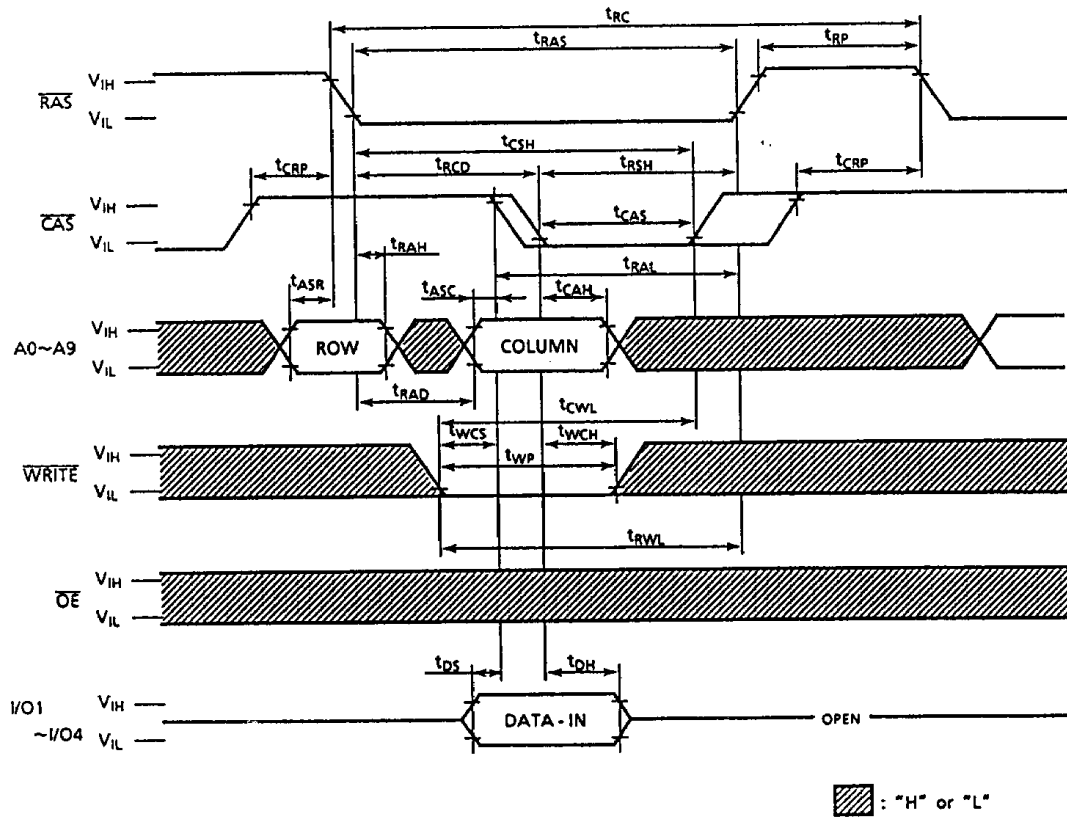 tRC
tRAS
tRP
RAS
VIH
VIL
tCSH
tCRP
tRCD
tRSH
tCRP
CAS
VIH
VIL
tCAS
tRAH
tRAL
tASR
tASC
tCAH
A0~A9
VIH
VIL
ROW
COLUMN
tRAD
tCWL
tWCS
tWCH
WRITE
VIH
VIL
tWP
tRWL
OE
VIH
VIL
tDS
tDH
I/O1
~I/O4
VIH
VIL
DATA-IN
OPEN
: "H" or "L"